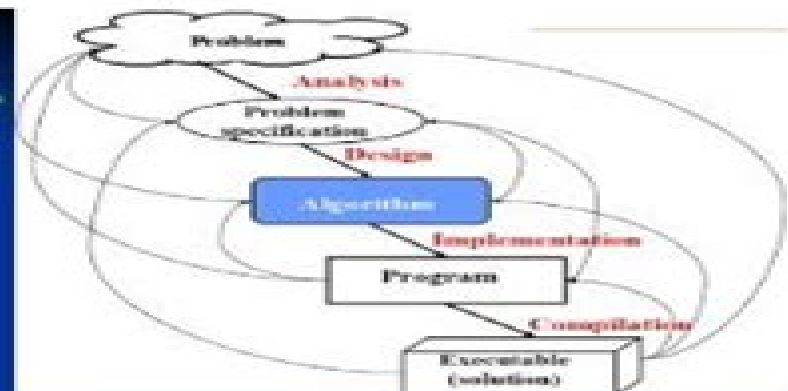 Problem
Analysis
Problem
specification
Design
Algorithm
Implementation
Program
Compilation
Executable
(solution)